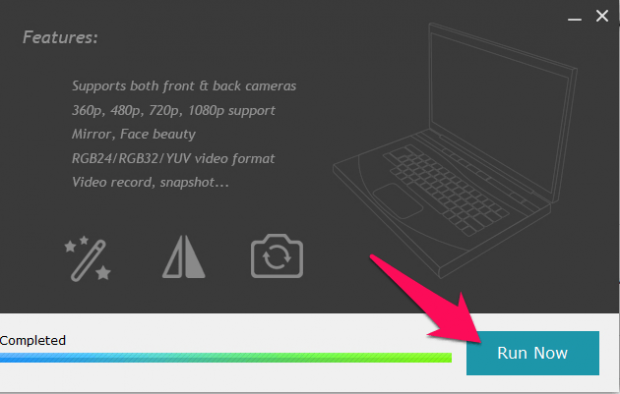 Features:
Supports both front & back cameras
360p, 480p, 720p, 1080p support
Mirror, Face beauty
RGB24/RGB32/YUV video format
Video record, snapshot...
Completed
Run Now